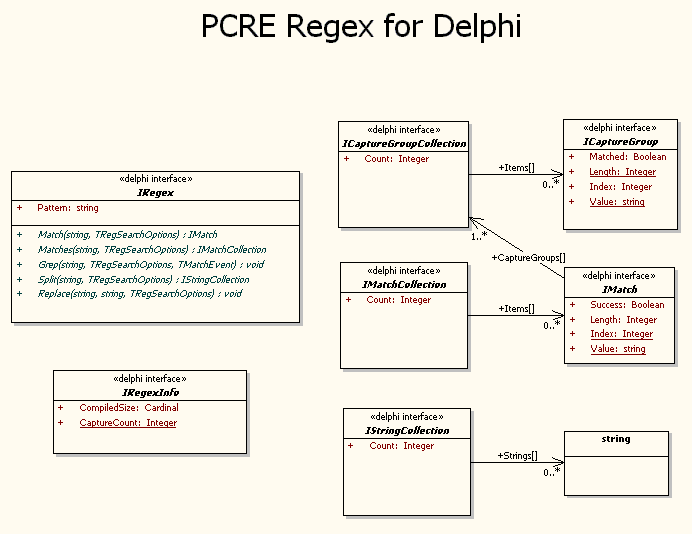 PCRE Regex for Delphi
«delphi interface»
IRegex
+ Pattern: string
+ Match(string, TRegSearchOptions) : IMatch
+ Matches(string, TRegSearchOptions) : IMatchCollection
+ Grep(string, TRegSearchOptions, TMatchEvent) : void
+ Split(string, TRegSearchOptions) : IStringCollection
+ Replace(string, string, TRegSearchOptions) : void
«delphi interface»
IRegexInfo
+ CompiledSize: Cardinal
+ CaptureCount: Integer
«delphi interface»
ICaptureGroupCollection
+ Count: Integer
+Items[]
0..*
«delphi interface»
ICaptureGroup
+ Matched: Boolean
+ Length: Integer
+ Index: Integer
+ Value: string
1..*
+CaptureGroups[]
«delphi interface»
IMatchCollection
+ Count: Integer
+Items[]
0..*
«delphi interface»
IMatch
+ Success: Boolean
+ Length: Integer
+ Index: Integer
+ Value: string
«delphi interface»
IStringCollection
+ Count: Integer
+Strings[]
0..*
string